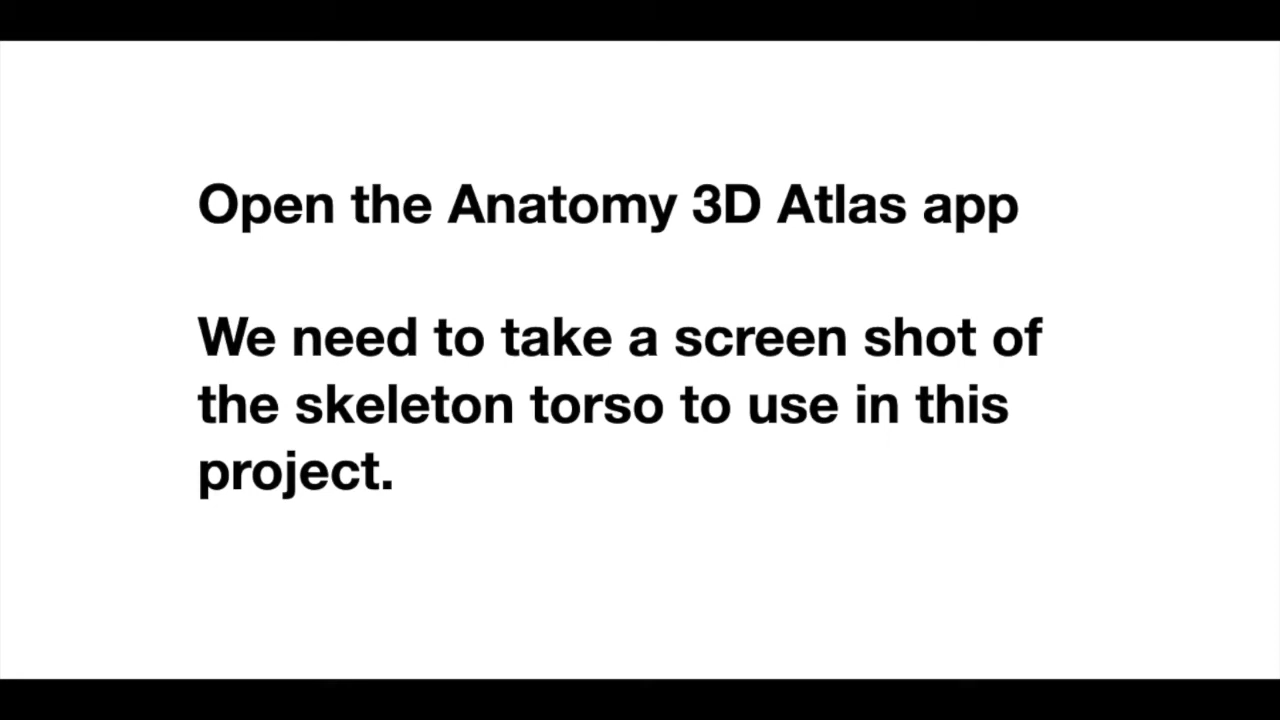 Open the Anatomy 3D Atlas app
We need to take a screen shot of
the skeleton torso to use in this
project.